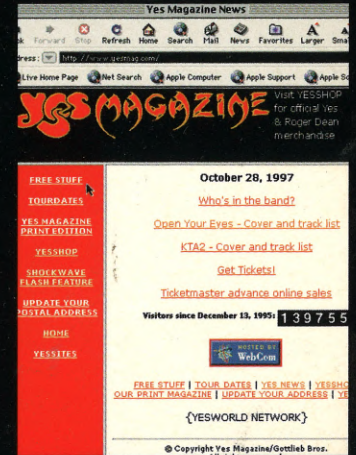 Yes Magazine News
Forward Stop Refresh Home Search Mail News Favorites Larger
http://www.yesmag.com/
Live Home Page Net Search Apple Computer Apple Support Apple
YES MAGAZINE
Visit YESSHOP
for official Yes
& Roger Dean
merchandise
FREE STUFF
TOURDATES
YES MAGAZINE
PRINT EDITION
YESSHOP
SHOCKWAVE
FLASH FEATURE
UPDATE YOUR
POSTAL ADDRESS
HOME
YESSITES
October 28, 1997
Who's in the band?
Open Your Eyes - Cover and track list
KTA2 - Cover and track list
Get Tickets!
Ticketmaster advance online sales
Visitors since December 13, 1995: 139755
HOSTED BY
WebCom
FREE STUFF | TOUR DATES | YES NEWS | YESSHO
OUR PRINT MAGAZINE | UPDATE YOUR ADDRESS | YE
{YESWORLD NETWORK}
© Copyright Yes Magazine/Gottlieb Bros.